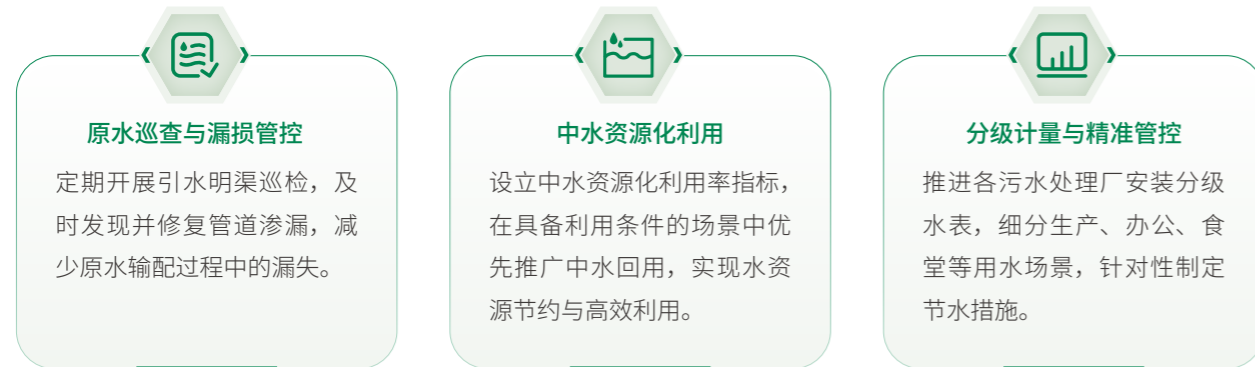 原水巡查与漏损管控
定期开展引水明渠巡检，及
时发现并修复管道渗漏，减
少原水输配过程中的漏失。
中水资源化利用
设立中水资源化利用率指标，
在具备利用条件的场景中优
先推广中水回用，实现水资
源节约与高效利用。
分级计量与精准管控
推进各污水处理厂安装分级
水表，细分生产、办公、食
堂等用水场景，针对性制定
节水措施。